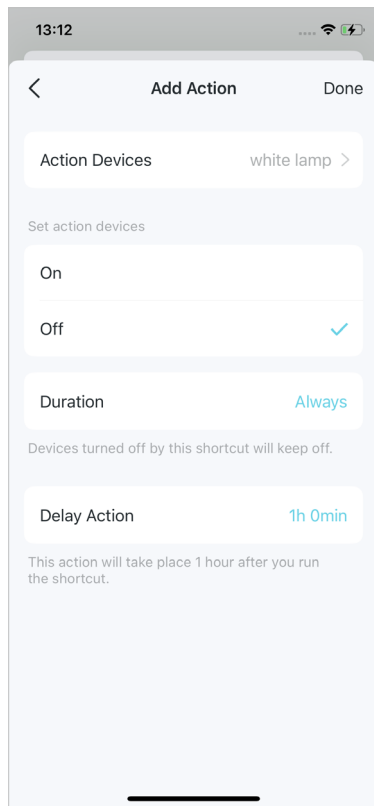 13:12
Add Action Done
Action Devices white lamp
Set action devices
On
Off
Duration Always
Devices turned off by this shortcut will keep off.
Delay Action 1h 0min
This action will take place 1 hour after you run
the shortcut.